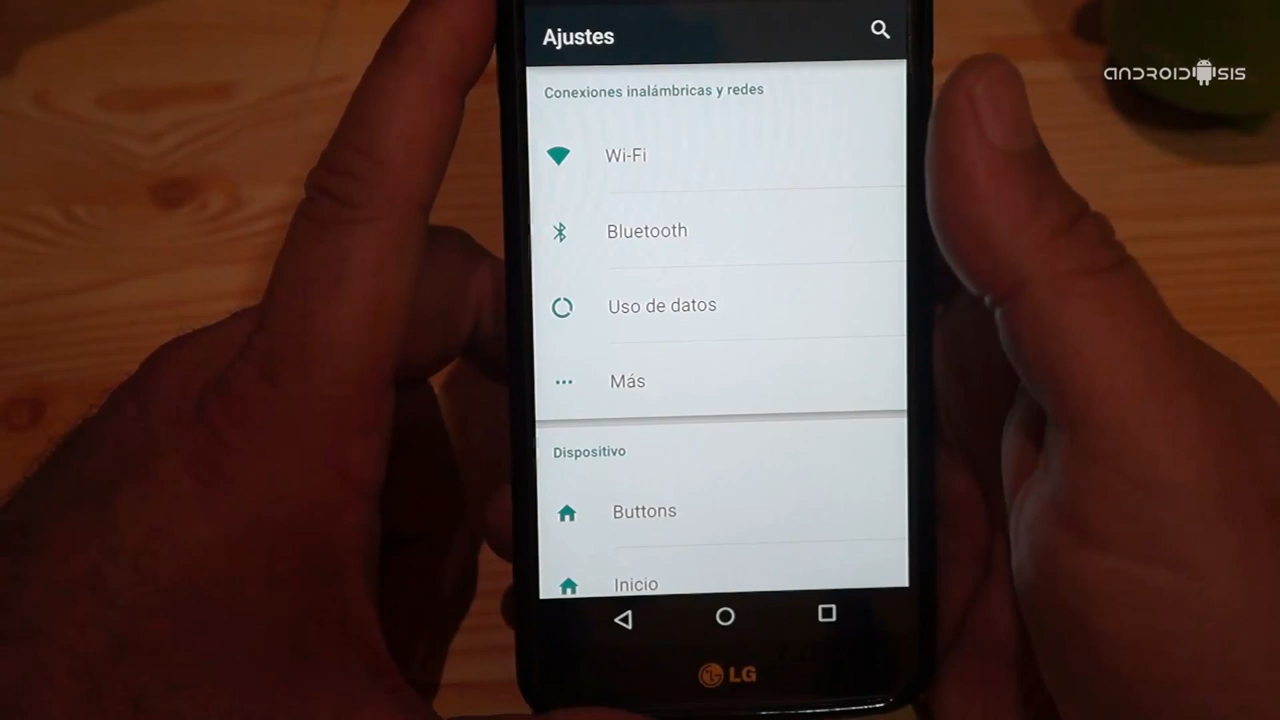 Ajustes
ANDROIDSIS
Conexiones inalámbricas y redes
Wi-Fi
Bluetooth
Uso de datos
Más
Dispositivo
Buttons
Inicio
LG